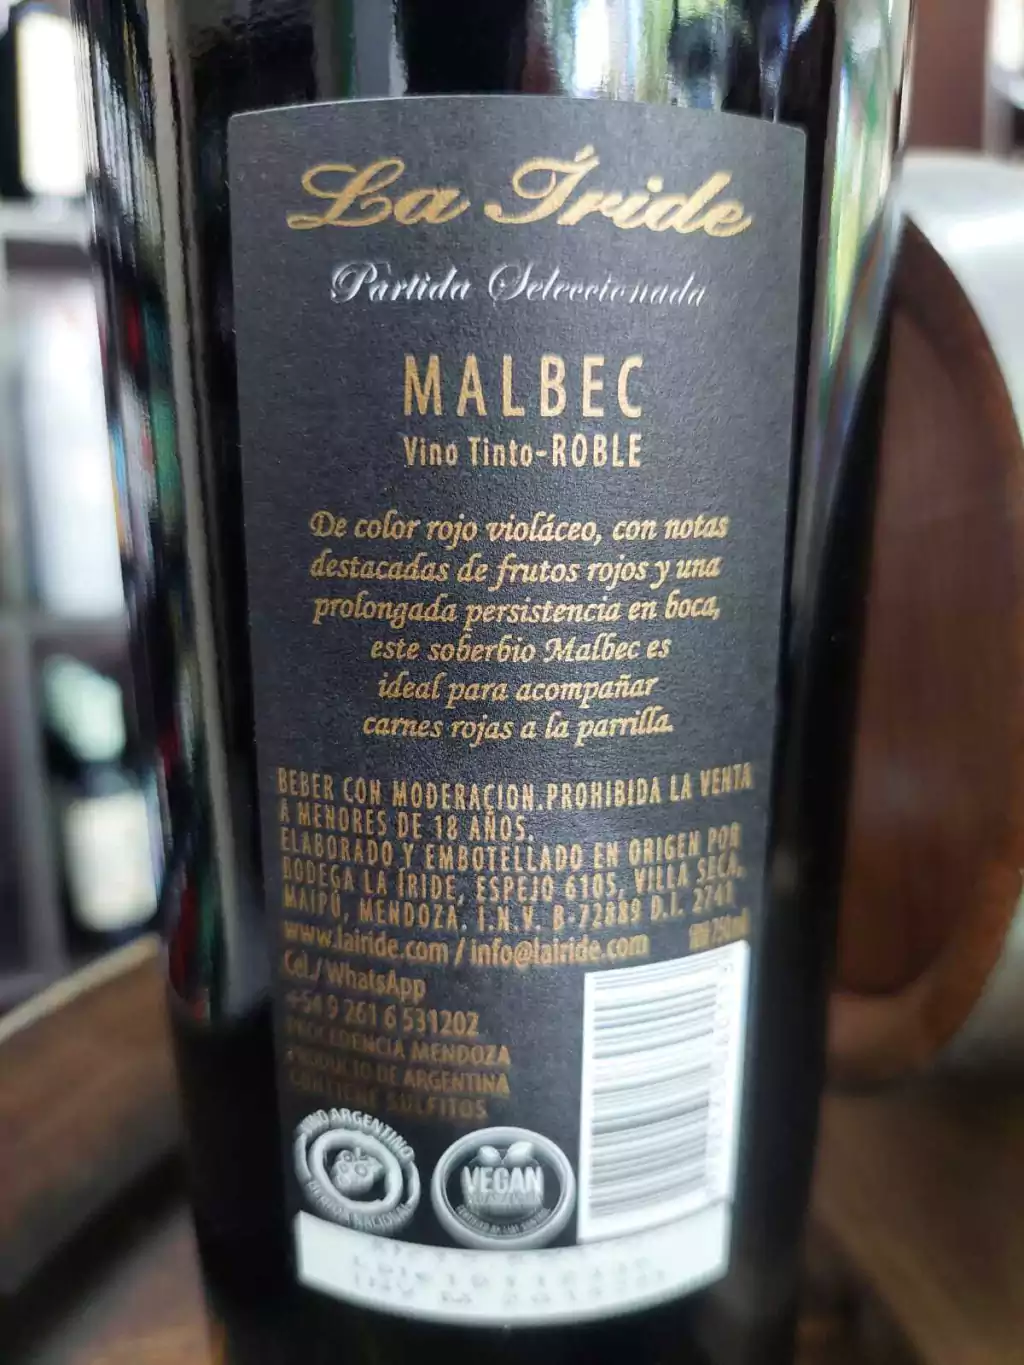 La Íride
Partida Seleccionada
MALBEC
Vino Tinto-ROBLE
De color rojo violáceo, con notas
destacadas de frutos rojos y una
prolongada persistencia en boca,
este soberbio Malbec es
ideal para acompañar
carnes rojas a la parrilla.
BEBER CON MODERACION.PROHIBIDA LA VENTA
A MENORES DE 18 AÑOS.
ELABORADO Y EMBOTELLADO EN ORIGEN POR
BODEGA LA ÍRIDE, ESPEJO 6105, VILLA SECA,
MAIPÚ, MENDOZA. I.N.V. B-72889 D.I. 2741
www.lairide.com / info@lairide.com
Cel./WhatsApp
+54 9 261 6 531202
PROCEDENCIA MENDOZA
PRODUCTO DE ARGENTINA
CONTIENE SULFITOS
VINO ARGENTINO
VEGAN